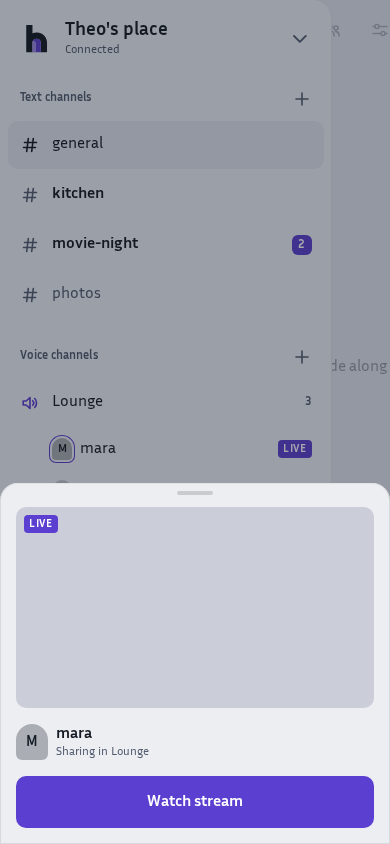 Theo's place
Connected
Text channels
# general
# kitchen
# movie-night 2
# photos
de along
Voice channels
Lounge 3
M mara LIVE
LIVE
M mara
Sharing in Lounge
Watch stream